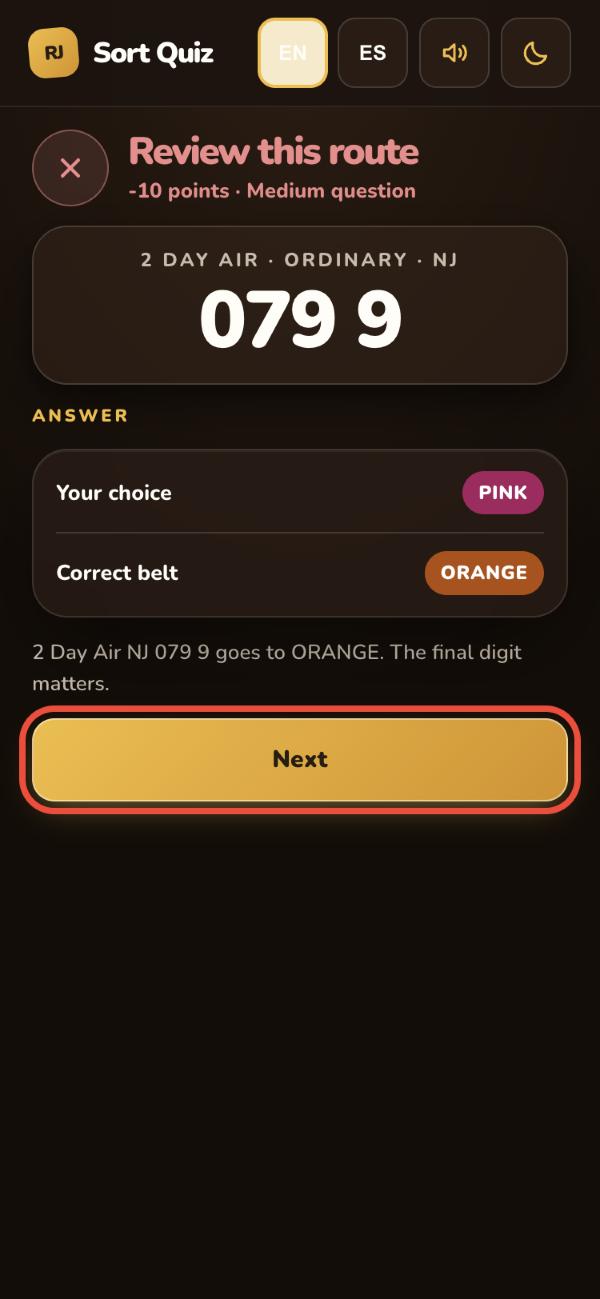 RJ
Sort Quiz
EN
ES
Review this route
-10 points · Medium question
2 DAY AIR · ORDINARY · NJ
079 9
ANSWER
Your choice
PINK
Correct belt
ORANGE
2 Day Air NJ 079 9 goes to ORANGE. The final digit
matters.
Next